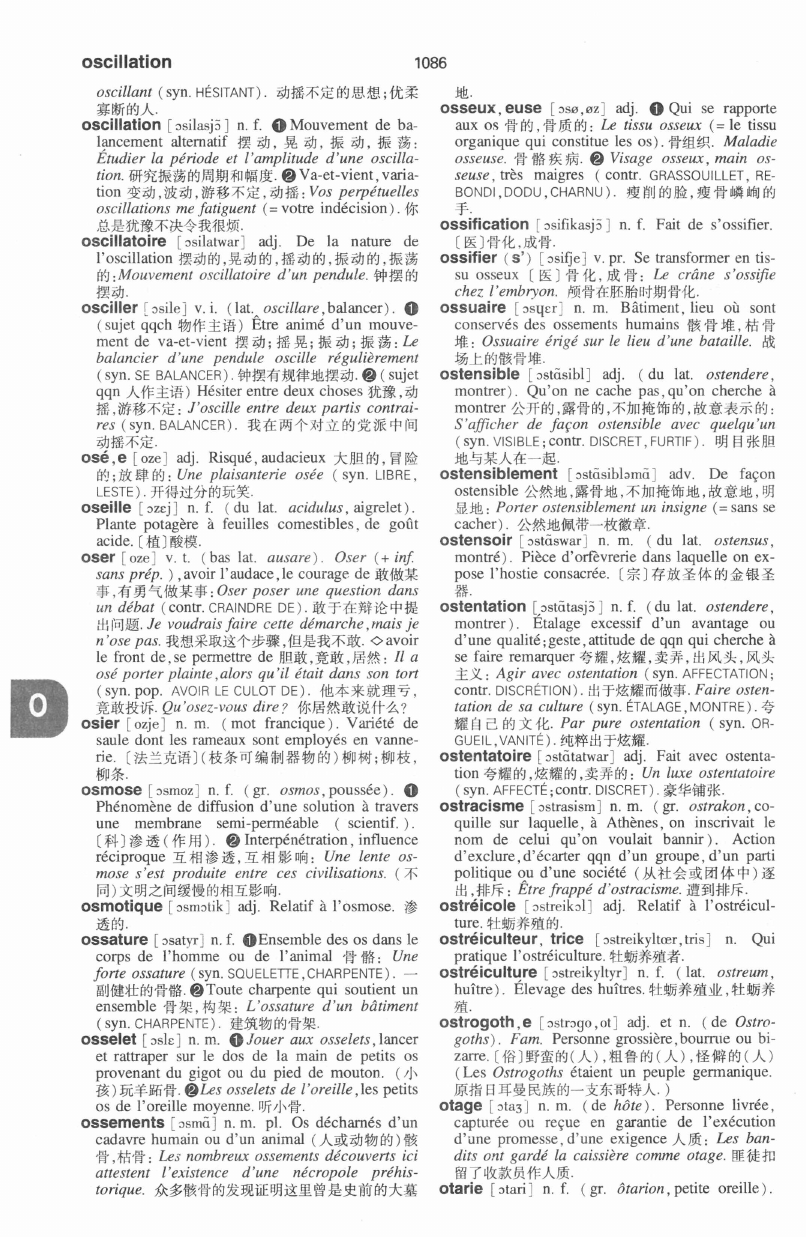 oscillation
1086
oscillant (syn. HÉSITANT). 动摇不定的思想;优柔
寡断的人.
oscillation [ɔsilasjɔ̃] n. f. ❶ Mouvement de ba-
lancement alternatif 摆动, 晃动, 振动, 振荡:
Étudier la période et l'amplitude d'une oscilla-
tion. 研究振荡的周期和幅度. ❷ Va-et-vient, varia-
tion 变动,波动,游移不定,动摇: Vos perpétuelles
oscillations me fatiguent (= votre indécision). 你
总是犹豫不决令我很烦.
oscillatoire [ɔsilatwar] adj. De la nature de
l'oscillation 摆动的,晃动的,摇动的,振动的,振荡
的: Mouvement oscillatoire d'un pendule. 钟摆的
摆动.
osciller [ɔsile] v. i. (lat. oscillare, balancer). ❶
(sujet qqch 物作主语) Être animé d'un mouve-
ment de va-et-vient 摆动; 摇晃; 振动; 振荡: Le
balancier d'une pendule oscille régulièrement
(syn. SE BALANCER). 钟摆有规律地摆动. ❷ (sujet
qqn 人作主语) Hésiter entre deux choses 犹豫,动
摇,游移不定: J'oscille entre deux partis contrai-
res (syn. BALANCER). 我在两个对立的党派中间
动摇不定.
osé, e [oze] adj. Risqué, audacieux 大胆的,冒险
的;放肆的: Une plaisanterie osée (syn. LIBRE,
LESTE). 开得过分的玩笑.
oseille [ɔzɛj] n. f. (du lat. acidulus, aigrelet).
Plante potagère à feuilles comestibles, de goût
acide. 〔植〕酸模.
oser [oze] v. t. (bas lat. ausare). Oser (+ inf.
sans prép.), avoir l'audace, le courage de 敢做某
事,有勇气做某事: Oser poser une question dans
un débat (contr. CRAINDRE DE). 敢于在辩论中提
出问题. Je voudrais faire cette démarche, mais je
n'ose pas. 我想采取这个步骤,但是我不敢. ◇ avoir
le front de, se permettre de 胆敢,竟敢,居然: Il a
osé porter plainte, alors qu'il était dans son tort
(syn. pop. AVOIR LE CULOT DE). 他本来就理亏,
竟敢投诉. Qu'osez-vous dire? 你居然敢说什么?
osier [ozje] n. m. (mot francique). Variété de
saule dont les rameaux sont employés en vanne-
rie. 〔法兰克语〕(枝条可编制器物的)柳树;柳枝,
柳条.
osmose [ɔsmoz] n. f. (gr. osmos, poussée). ❶
Phénomène de diffusion d'une solution à travers
une membrane semi-perméable (scientif.).
〔科〕渗透(作用). ❷ Interpénétration, influence
réciproque 互相渗透,互相影响: Une lente os-
mose s'est produite entre ces civilisations. (不
同)文明之间缓慢的相互影响.
osmotique [ɔsmɔtik] adj. Relatif à l'osmose. 渗
透的.
ossature [ɔsatyr] n. f. ❶ Ensemble des os dans le
corps de l'homme ou de l'animal 骨骼: Une
forte ossature (syn. SQUELETTE, CHARPENTE). 一
副健壮的骨骼. ❷ Toute charpente qui soutient un
ensemble 骨架,构架: L'ossature d'un bâtiment
(syn. CHARPENTE). 建筑物的骨架.
osselet [ɔslɛ] n. m. ❶ Jouer aux osselets, lancer
et rattraper sur le dos de la main de petits os
provenant du gigot ou du pied de mouton. (小
孩)玩羊跖骨. ❷ Les osselets de l'oreille, les petits
os de l'oreille moyenne. 听小骨.
ossements [ɔsmɑ̃] n. m. pl. Os décharnés d'un
cadavre humain ou d'un animal (人或动物的)骸
骨,枯骨: Les nombreux ossements découverts ici
attestent l'existence d'une nécropole préhis-
torique. 众多骸骨的发现证明这里曾是史前的大墓
地.
osseux, euse [ɔsø, øz] adj. ❶ Qui se rapporte
aux os 骨的,骨质的: Le tissu osseux (= le tissu
organique qui constitue les os). 骨组织. Maladie
osseuse. 骨骼疾病. ❷ Visage osseux, main os-
seuse, très maigres (contr. GRASSOUILLET, RE-
BONDI, DODU, CHARNU). 瘦削的脸,瘦骨嶙峋的
手.
ossification [ɔsifikasjɔ̃] n. f. Fait de s'ossifier.
〔医〕骨化,成骨.
ossifier (s') [ɔsifje] v. pr. Se transformer en tis-
su osseux 〔医〕骨化,成骨: Le crâne s'ossifie
chez l'embryon. 颅骨在胚胎时期骨化.
ossuaire [ɔsɥɛr] n. m. Bâtiment, lieu où sont
conservés des ossements humains 骸骨堆,枯骨
堆: Ossuaire érigé sur le lieu d'une bataille. 战
场上的骸骨堆.
ostensible [ɔstɑ̃sibl] adj. (du lat. ostendere,
montrer). Qu'on ne cache pas, qu'on cherche à
montrer 公开的,露骨的,不加掩饰的,故意表示的:
S'afficher de façon ostensible avec quelqu'un
(syn. VISIBLE; contr. DISCRET, FURTIF). 明目张胆
地与某人在一起.
ostensiblement [ɔstɑ̃sibləmɑ̃] adv. De façon
ostensible 公然地,露骨地,不加掩饰地,故意地,明
显地: Porter ostensiblement un insigne (= sans se
cacher). 公然地佩带一枚徽章.
ostensoir [ɔstɑ̃swar] n. m. (du lat. ostensus,
montré). Pièce d'orfèvrerie dans laquelle on ex-
pose l'hostie consacrée. 〔宗〕存放圣体的金银圣
器.
ostentation [ɔstɑ̃tasjɔ̃] n. f. (du lat. ostendere,
montrer). Étalage excessif d'un avantage ou
d'une qualité; geste, attitude de qqn qui cherche à
se faire remarquer 夸耀,炫耀,卖弄,出风头,风头
主义: Agir avec ostentation (syn. AFFECTATION;
contr. DISCRÉTION). 出于炫耀而做事. Faire osten-
tation de sa culture (syn. ÉTALAGE, MONTRE). 夸
耀自己的文化. Par pure ostentation (syn. OR-
GUEIL, VANITÉ). 纯粹出于炫耀.
ostentatoire [ɔstɑ̃tatwar] adj. Fait avec ostenta-
tion 夸耀的,炫耀的,卖弄的: Un luxe ostentatoire
(syn. AFFECTÉ; contr. DISCRET). 豪华铺张.
ostracisme [ɔstrasism] n. m. (gr. ostrakon, co-
quille sur laquelle, à Athènes, on inscrivait le
nom de celui qu'on voulait bannir). Action
d'exclure, d'écarter qqn d'un groupe, d'un parti
politique ou d'une société (从社会或团体中)逐
出,排斥: Être frappé d'ostracisme. 遭到排斥.
ostréicole [ɔstreikɔl] adj. Relatif à l'ostréicul-
ture. 牡蛎养殖的.
ostréiculteur, trice [ɔstreikyltœr, tris] n. Qui
pratique l'ostréiculture. 牡蛎养殖者.
ostréiculture [ɔstreikyltyr] n. f. (lat. ostreum,
huître). Élevage des huîtres. 牡蛎养殖业,牡蛎养
殖.
ostrogoth, e [ɔstrɔgo, ɔt] adj. et n. (de Ostro-
goths). Fam. Personne grossière, bourrue ou bi-
zarre. 〔俗〕野蛮的(人),粗鲁的(人),怪僻的(人)
(Les Ostrogoths étaient un peuple germanique.
原指日耳曼民族的一支东哥特人.)
otage [ɔtaʒ] n. m. (de hôte). Personne livrée,
capturée ou reçue en garantie de l'exécution
d'une promesse, d'une exigence 人质: Les ban-
dits ont gardé la caissière comme otage. 匪徒扣
留了收款员作人质.
otarie [ɔtari] n. f. (gr. ôtarion, petite oreille).
O